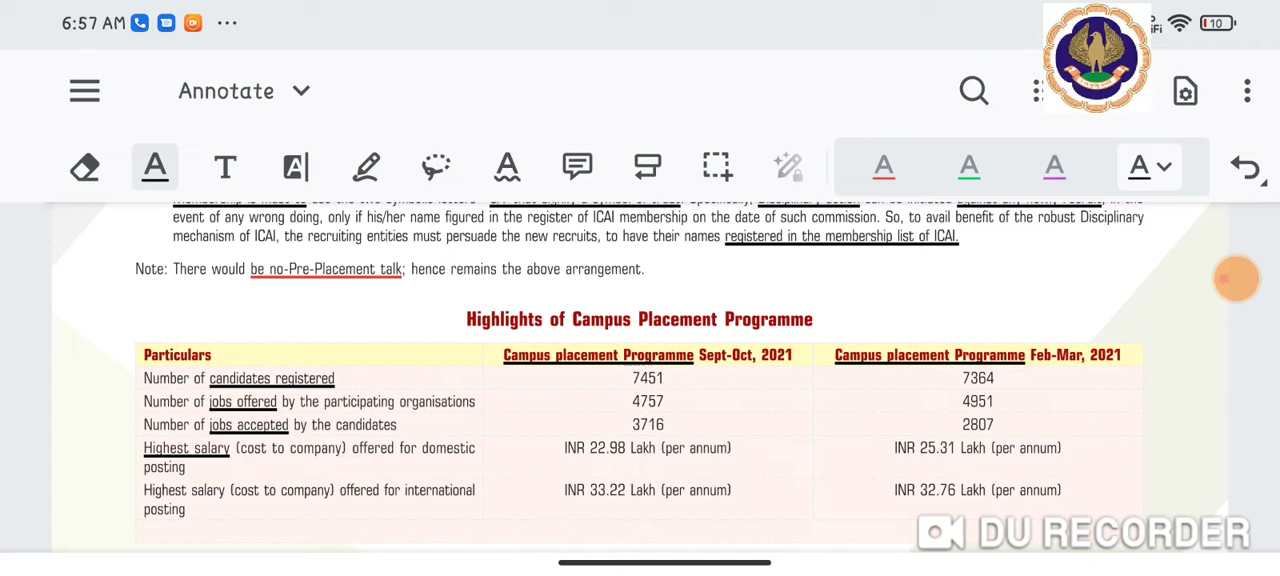 6:57 AM
10
Annotate
event of any wrong doing, only if his/her name figured in the register of ICAI membership on the date of such commission. So, to avail benefit of the robust Disciplinary
mechanism of ICAI, the recruiting entities must persuade the new recruits, to have their names registered in the membership list of ICAI.
Note: There would be no-Pre-Placement talk; hence remains the above arrangement.
Highlights of Campus Placement Programme
Particulars Campus placement Programme Sept-Oct, 2021 Campus placement Programme Feb-Mar, 2021
Number of candidates registered 7451 7364
Number of jobs offered by the participating organisations 4757 4951
Number of jobs accepted by the candidates 3716 2807
Highest salary (cost to company) offered for domestic INR 22.98 Lakh (per annum) INR 25.31 Lakh (per annum)
posting
Highest salary (cost to company) offered for international INR 33.22 Lakh (per annum) INR 32.76 Lakh (per annum)
posting
DU RECORDER